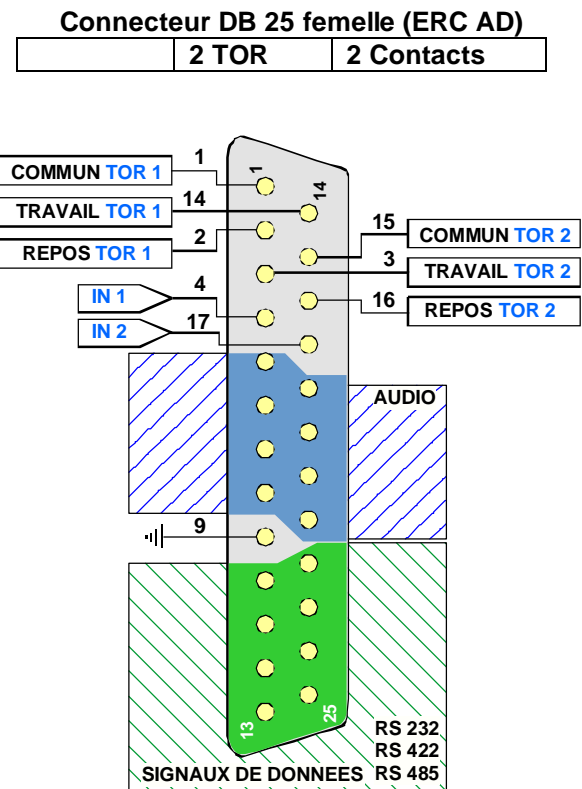 Connecteur DB 25 femelle (ERC AD)
2 TOR 2 Contacts
1
COMMUN TOR 1
1
14
14
TRAVAIL TOR 1
15
COMMUN TOR 2
2
REPOS TOR 1
3
TRAVAIL TOR 2
4
IN 1
16
REPOS TOR 2
17
IN 2
AUDIO
9
13
25
RS 232
RS 422
SIGNAUX DE DONNEES RS 485